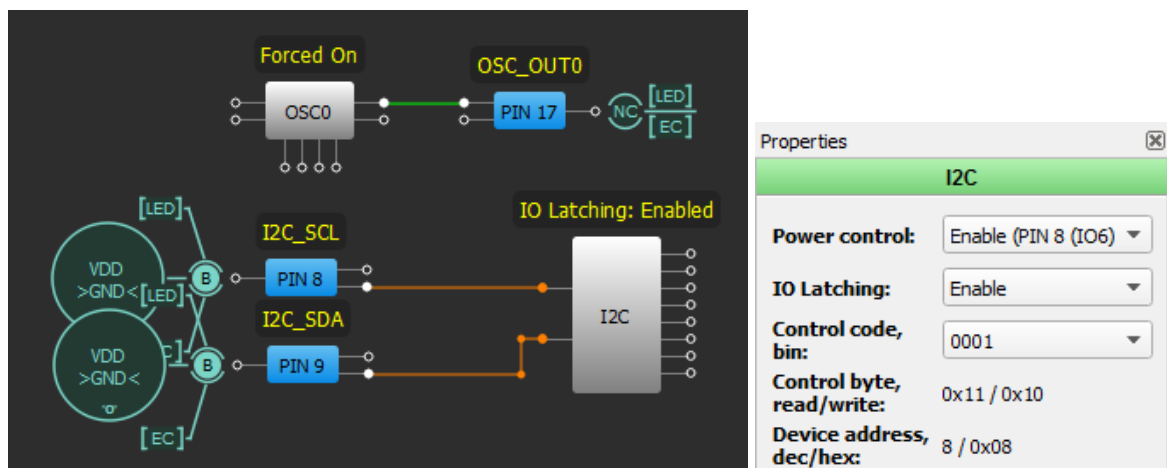 Forced On
OSC_OUT0
OSC0
PIN 17
NC
[LED]
[EC]
[LED]
IO Latching: Enabled
I2C_SCL
VDD
>GND<
B
PIN 8
[LED]
I2C_SDA
I2C
VDD
>GND<
"0"
B
PIN 9
[EC]
Properties
I2C
Power control: Enable (PIN 8 (IO6)
IO Latching: Enable
Control code, bin: 0001
Control byte, read/write: 0x11 / 0x10
Device address, dec/hex: 8 / 0x08